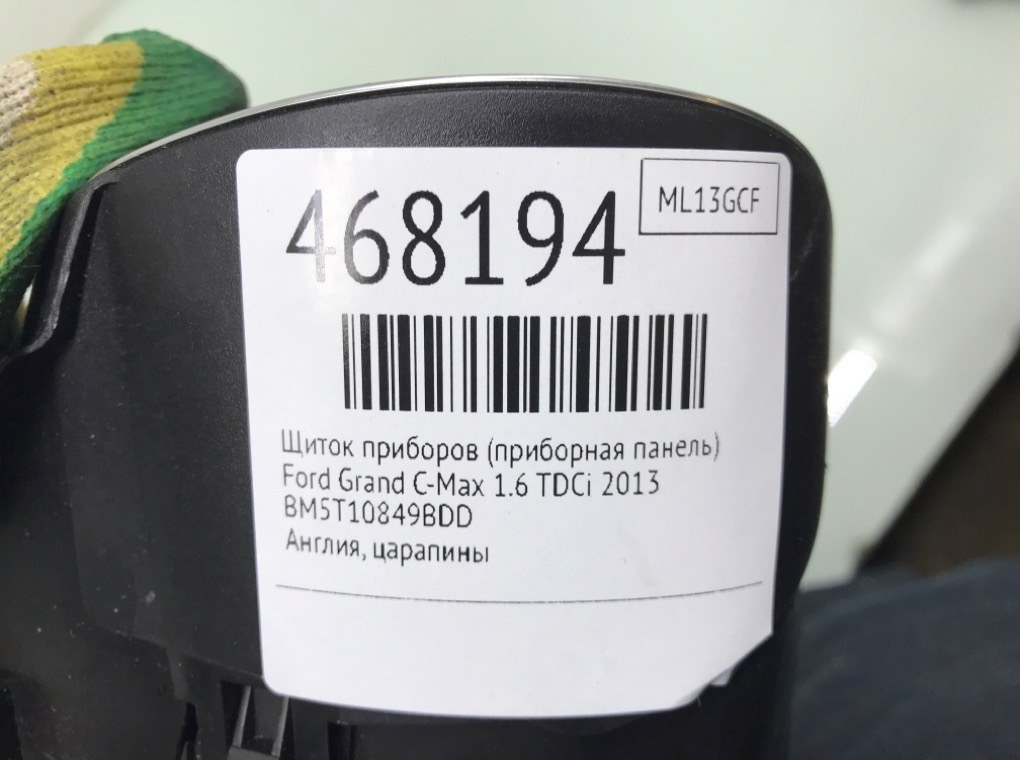 468194
ML13GCF
Щиток приборов (приборная панель)
Ford Grand C-Max 1.6 TDCi 2013
BM5T10849BDD
Англия, царапины